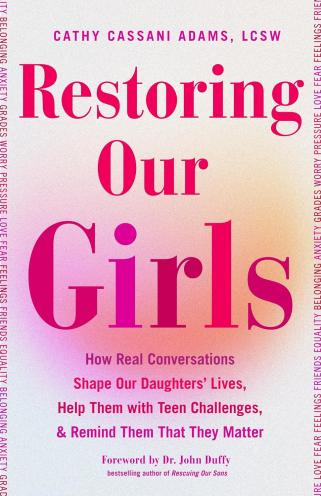 CATHY CASSANI ADAMS, LCSW
Restoring
Our
Girls
How Real Conversations
Shape Our Daughters' Lives,
Help Them with Teen Challenges,
& Remind Them That They Matter
Foreword by Dr. John Duffy
bestselling author of Rescuing Our Sons
ITY BELONGING ANXIETY GRADES WORRY PRESSURE LOVE FEAR FEELINGS FRIENDS EQUALITY BELONGING ANXIETY GRAD
RE LOVE FEAR FEELINGS FRIENDS EQUALITY BELONGING ANXIETY GRADES WORRY PRESSURE LOVE FEAR FEELINGS FRIEN